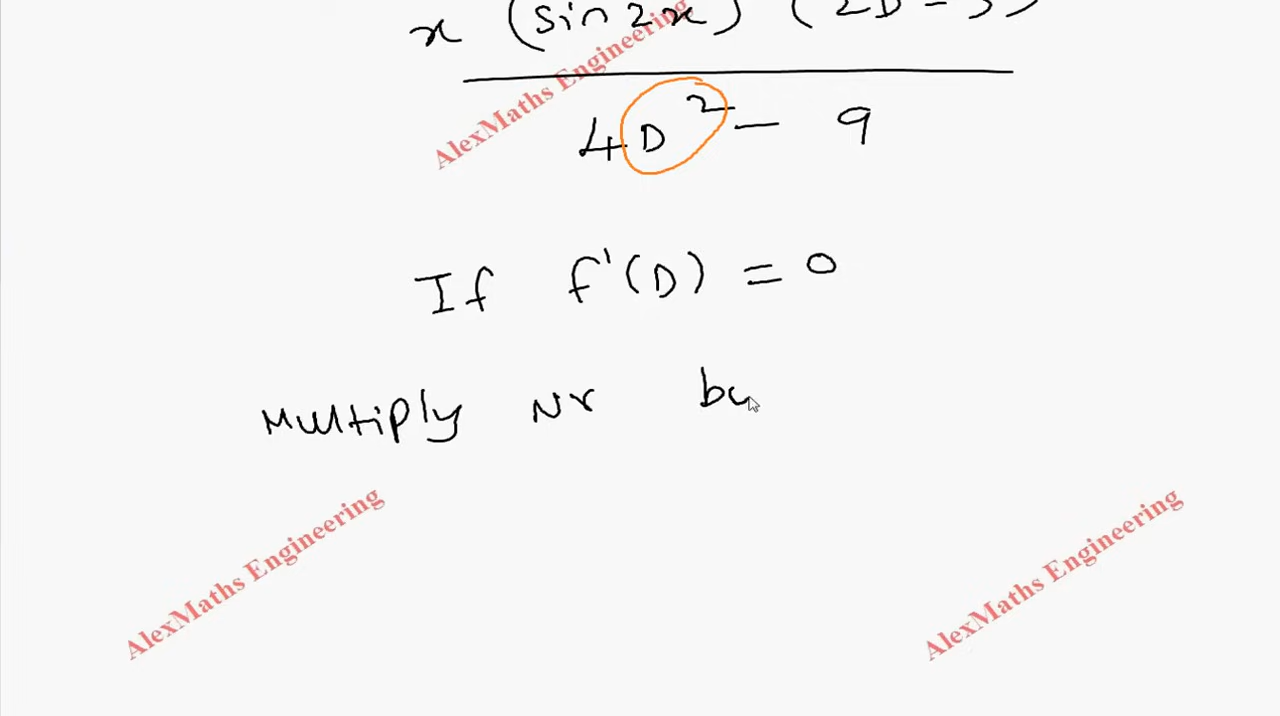 x (sin 2x) (2D - 3)
4D² - 9
If f'(D) = 0
Multiply Nr by
AlexMaths Engineering
AlexMaths Engineering
AlexMaths Engineering